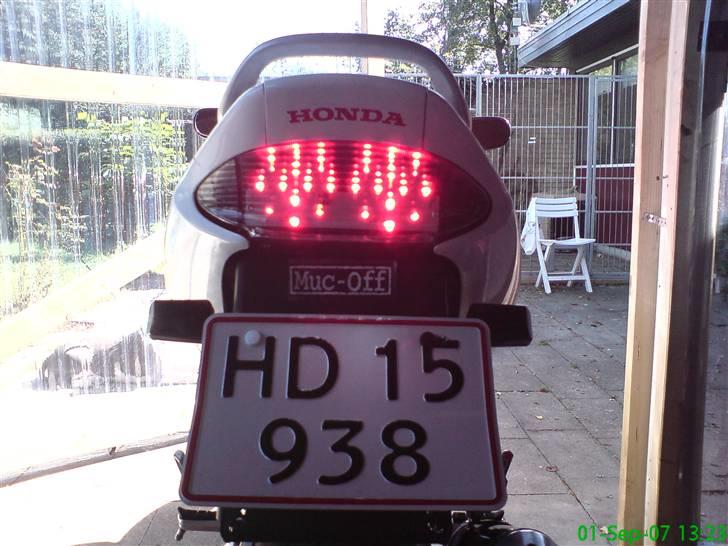 HONDA
Muc-Off
HD 15
938
01-Sep-07 13:23